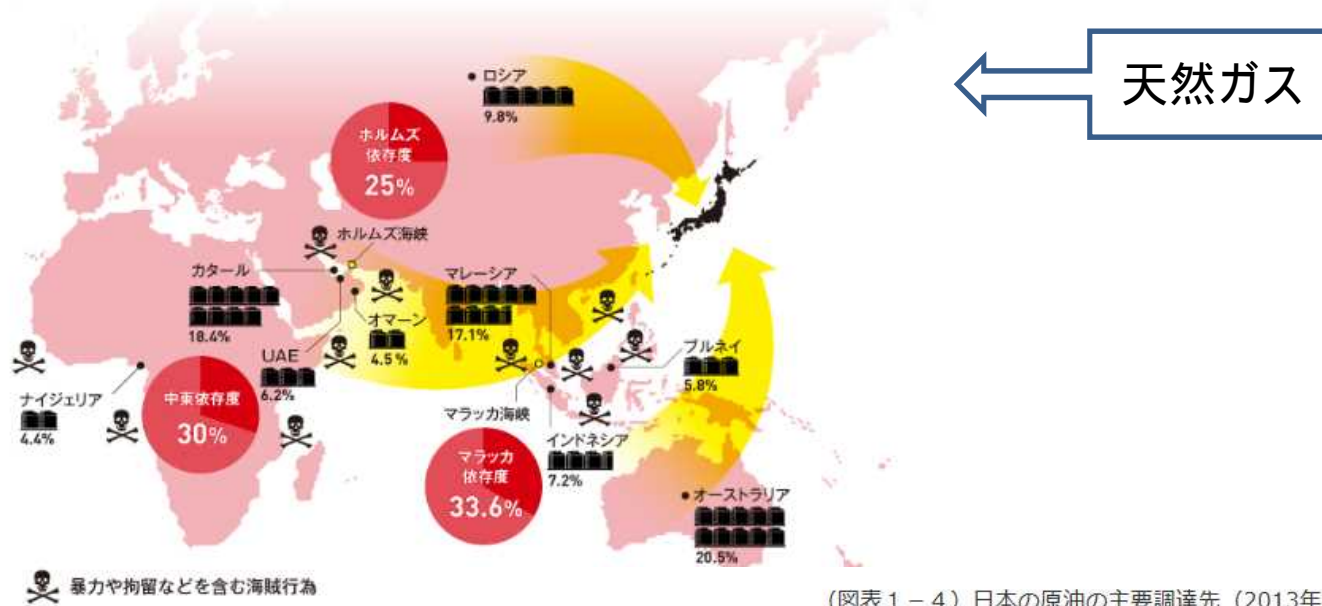 天然ガス
ロシア
9.8%
ホルムズ
依存度
25%
ホルムズ海峡
カタール
18.4%
マレーシア
17.1%
オマーン
4.5%
UAE
6.2%
ブルネイ
5.8%
ナイジェリア
4.4%
中東依存度
30%
マラッカ海峡
インドネシア
7.2%
マラッカ
依存度
33.6%
オーストラリア
20.5%
暴力や拘留などを含む海賊行為
(図表1-4)日本の原油の主要調達先(2013年